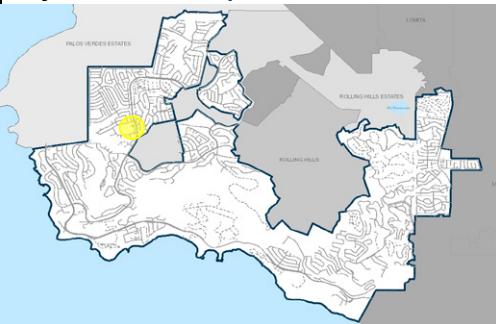 LOMITA
PALOS VERDES ESTATES
ROLLING HILLS ESTATES
ROLLING HILLS